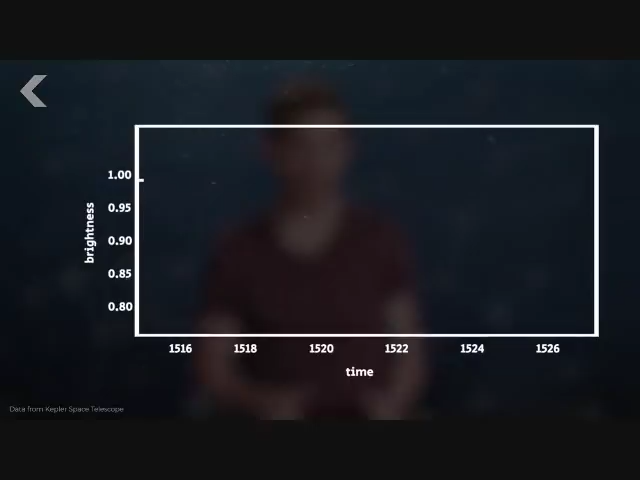 1.00
0.95
0.90
0.85
0.80
brightness
1516 1518 1520 1522 1524 1526
time
Data from Kepler Space Telescope